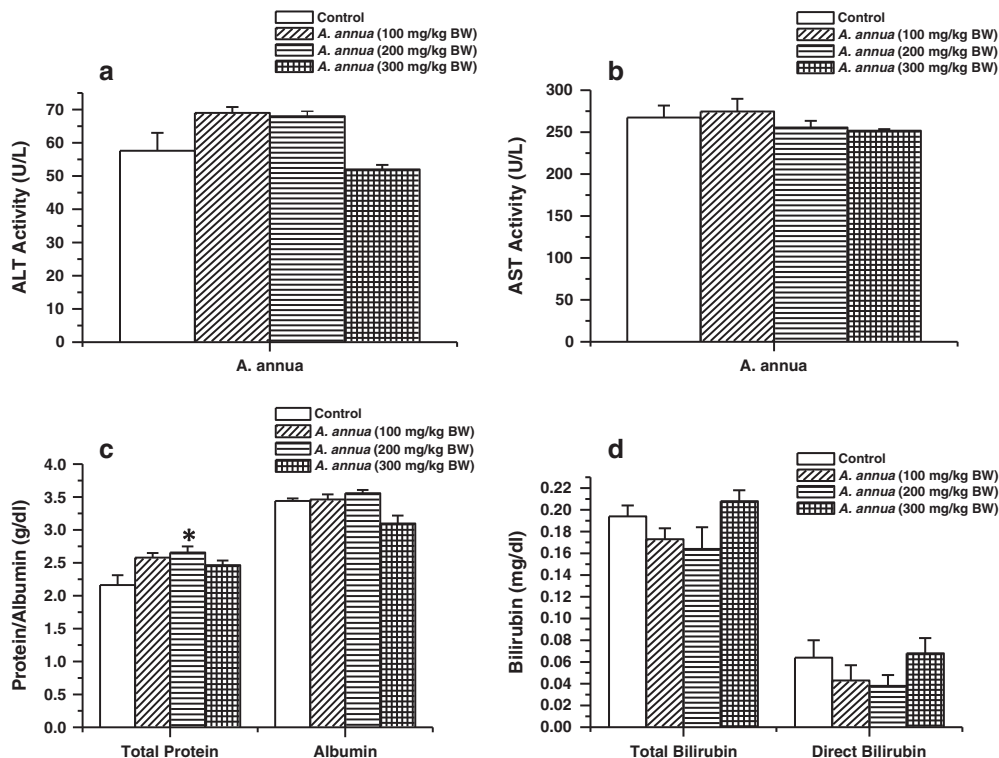 Control
A. annua (100 mg/kg BW)
A. annua (200 mg/kg BW)
A. annua (300 mg/kg BW)
a
ALT Activity (U/L)
70
60
50
40
30
20
10
0
A. annua
Control
A. annua (100 mg/kg BW)
A. annua (200 mg/kg BW)
A. annua (300 mg/kg BW)
b
AST Activity (U/L)
300
250
200
150
100
50
0
A. annua
Control
A. annua (100 mg/kg BW)
A. annua (200 mg/kg BW)
A. annua (300 mg/kg BW)
c
Protein/Albumin (g/dl)
4.0
3.5
3.0
2.5
2.0
1.5
1.0
0.5
0.0
*
Total Protein
Albumin
Control
A. annua (100 mg/kg BW)
A. annua (200 mg/kg BW)
A. annua (300 mg/kg BW)
d
Bilirubin (mg/dl)
0.22
0.20
0.18
0.16
0.14
0.12
0.10
0.08
0.06
0.04
0.02
0.00
Total Bilirubin
Direct Bilirubin